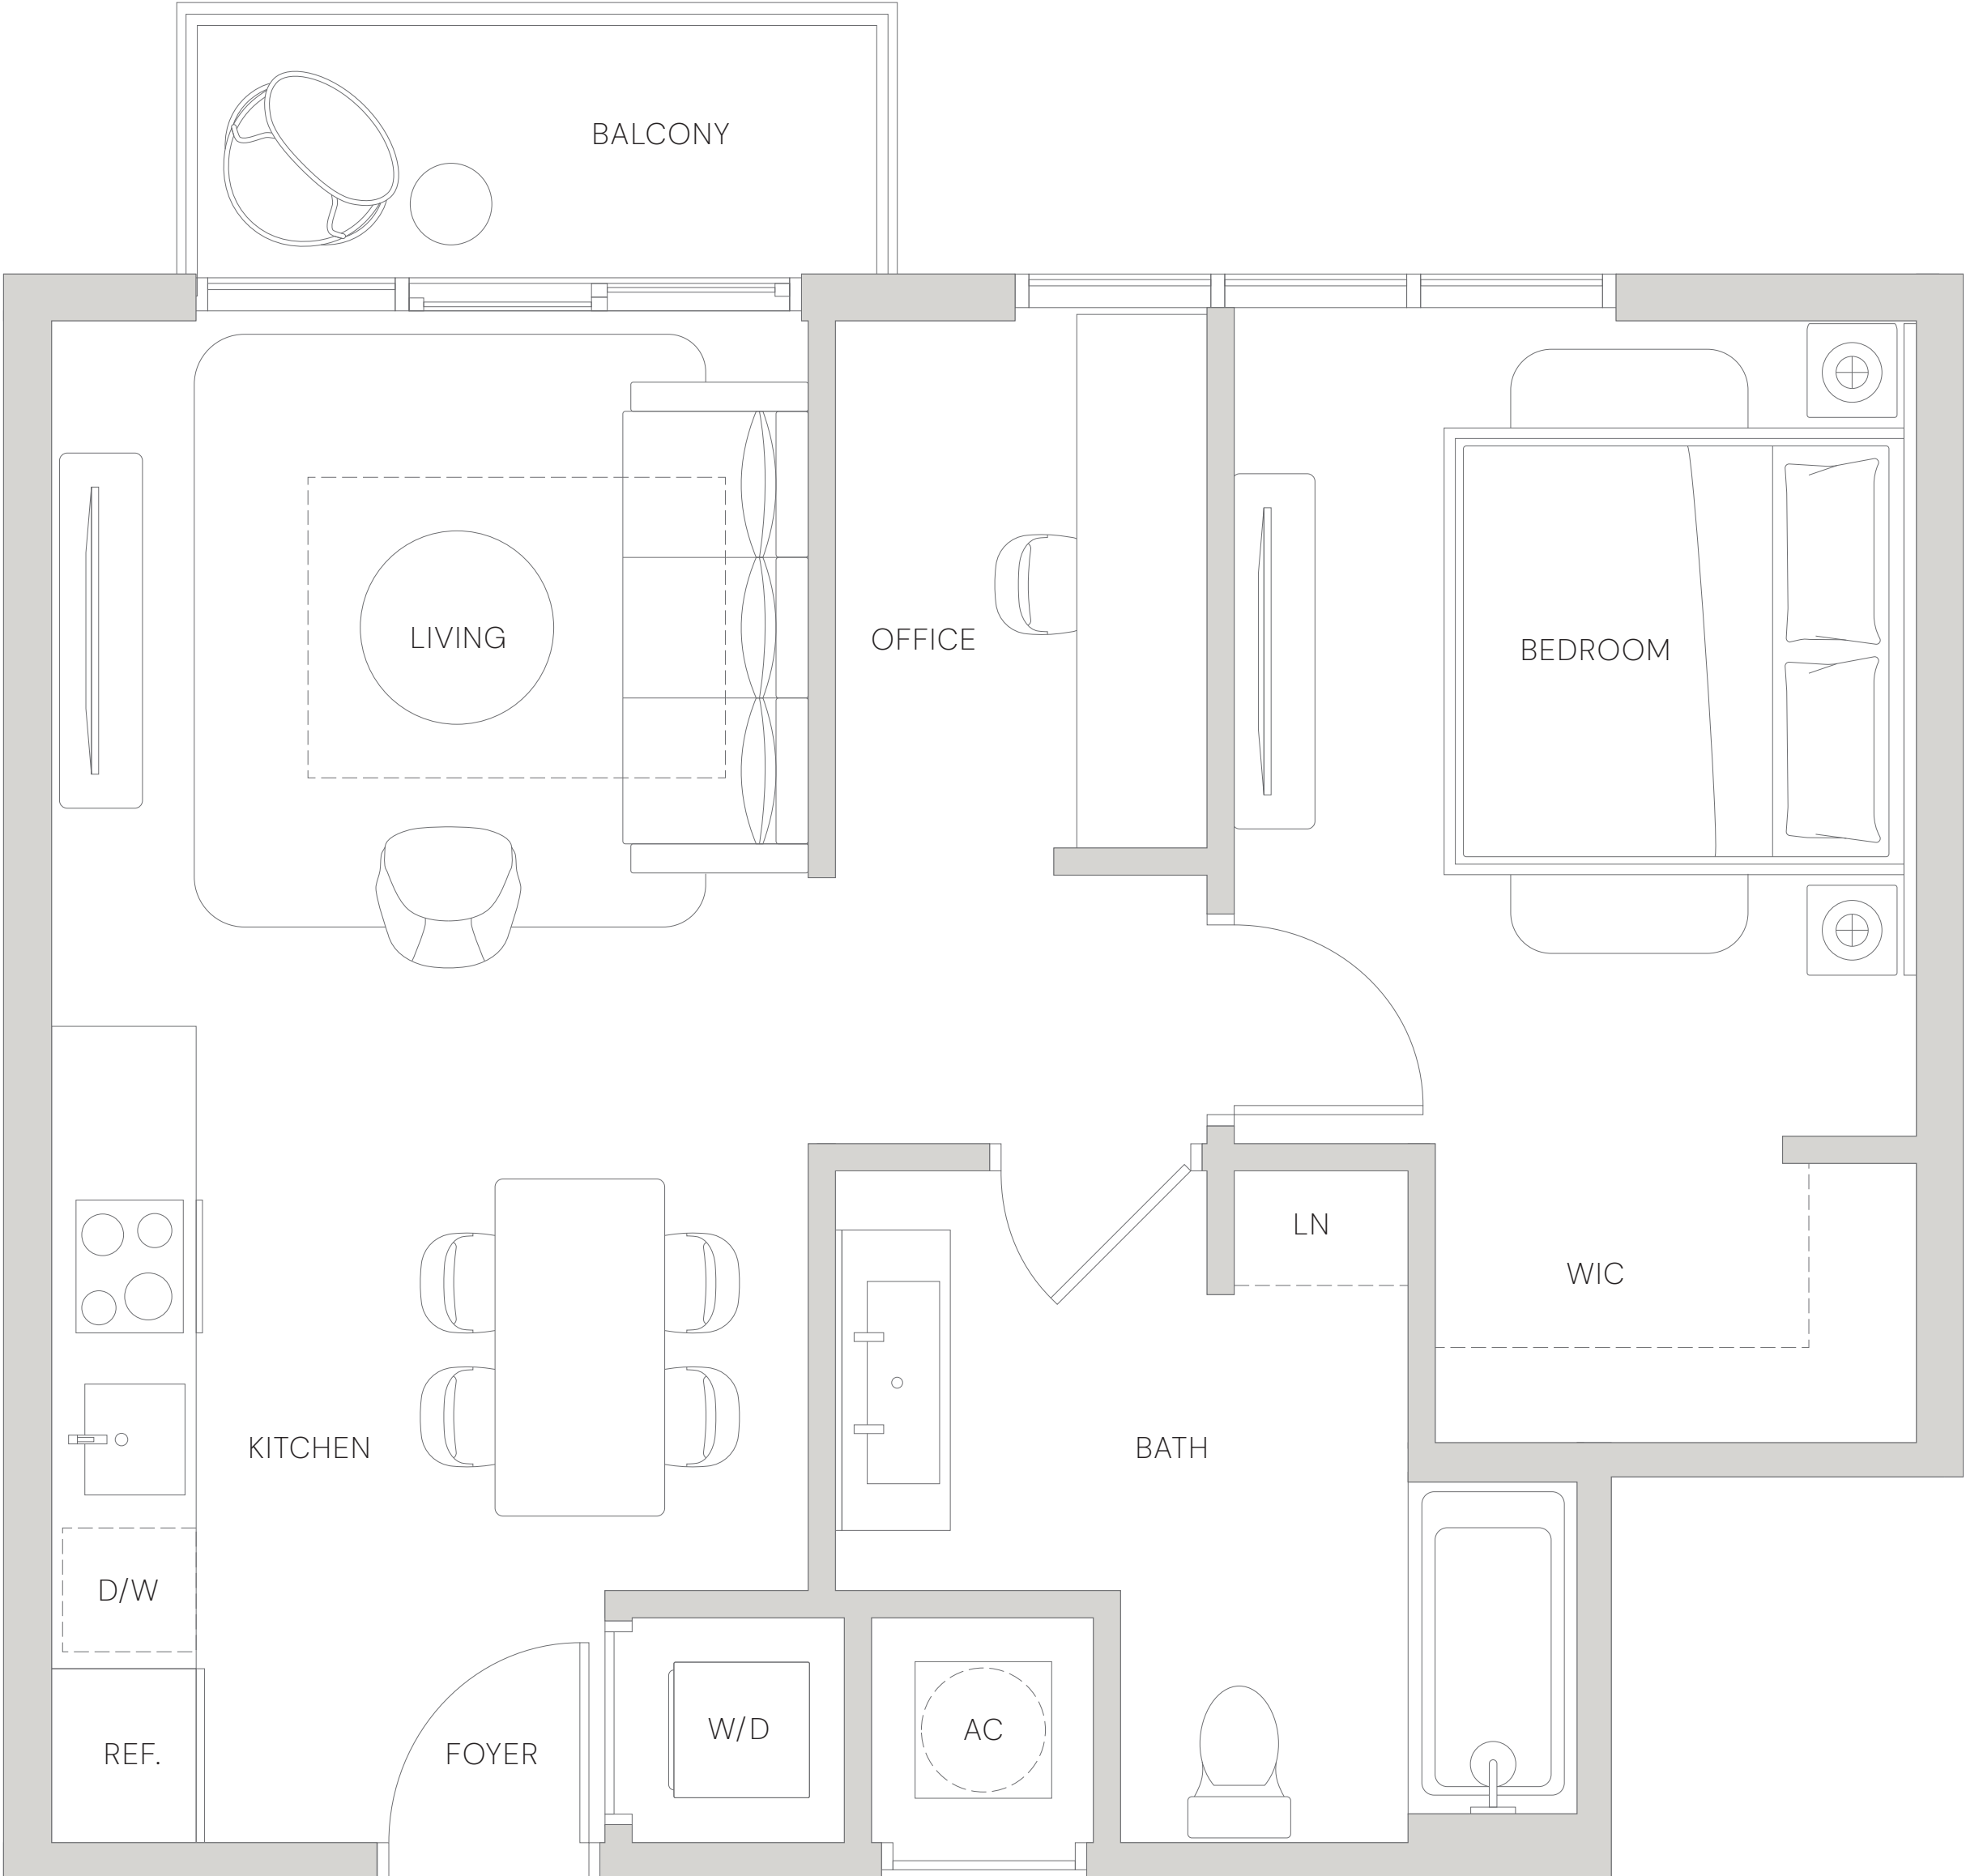 BALCONY
LIVING
OFFICE
BEDROOM
LN
WIC
KITCHEN
BATH
D/W
W/D
AC
REF.
FOYER